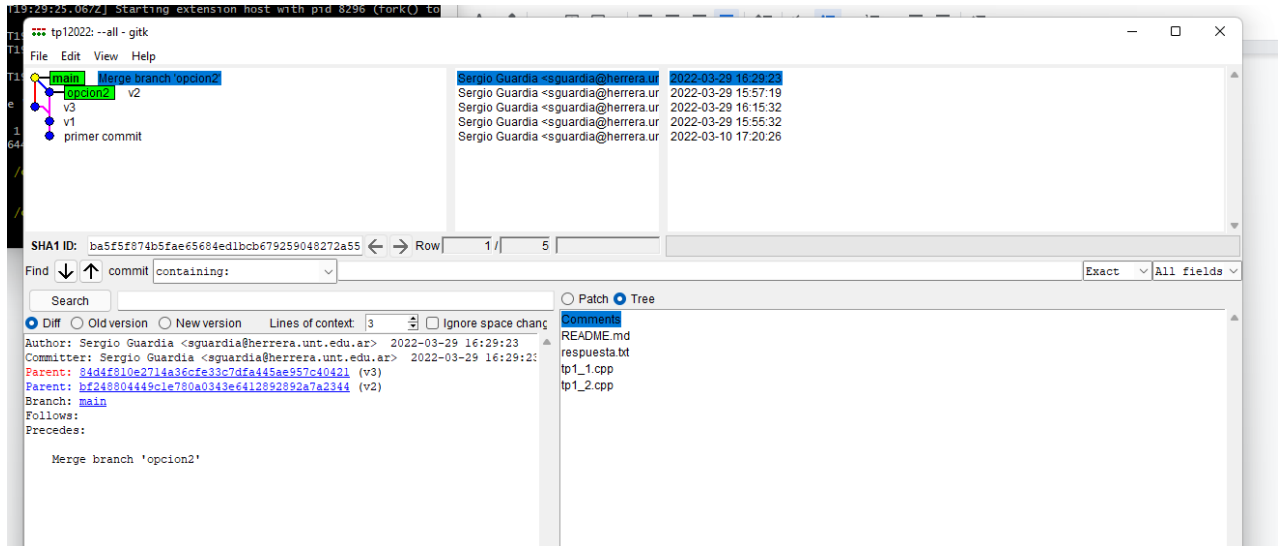 T19:29:25.067Z] Starting extension host with pid 8296 (fork() to
tp12022: --all - gitk
File Edit View Help
main Merge branch 'opcion2' Sergio Guardia <sguardia@herrera.ur 2022-03-29 16:29:23
opcion2 v2 Sergio Guardia <sguardia@herrera.ur 2022-03-29 15:57:19
v3 Sergio Guardia <sguardia@herrera.ur 2022-03-29 16:15:32
v1 Sergio Guardia <sguardia@herrera.ur 2022-03-29 15:55:32
primer commit Sergio Guardia <sguardia@herrera.ur 2022-03-10 17:20:26
SHA1 ID: ba5f5f874b5fae65684ed1bcb679259048272a55 Row 1 / 5
Find commit containing: Exact All fields
Search Patch Tree
Diff Old version New version Lines of context: 3 Ignore space chang
Comments
Author: Sergio Guardia <sguardia@herrera.unt.edu.ar> 2022-03-29 16:29:23
README.md
Committer: Sergio Guardia <sguardia@herrera.unt.edu.ar> 2022-03-29 16:29:23
respuesta.txt
Parent: 84d4f810e2714a36cfe33c7dfa445ae957c40421 (v3)
tp1_1.cpp
Parent: bf248804449c1e780a0343e6412892892a7a2344 (v2)
tp1_2.cpp
Branch: main
Follows:
Precedes:
Merge branch 'opcion2'